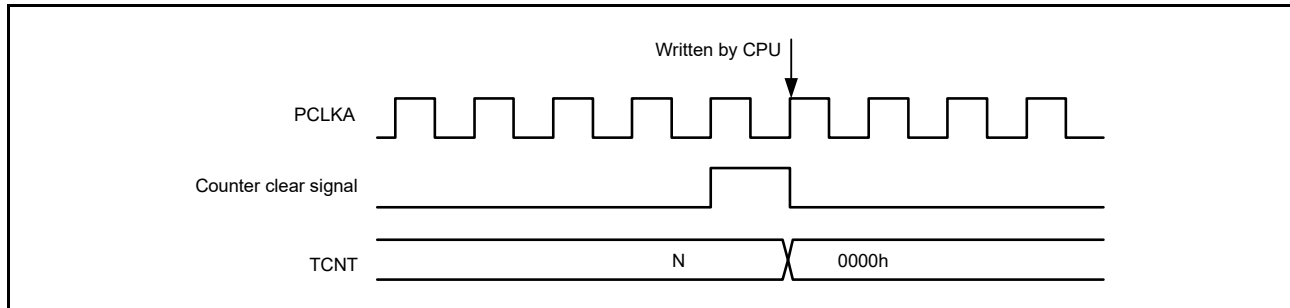 Written by CPU
PCLKA
Counter clear signal
TCNT
N
0000h